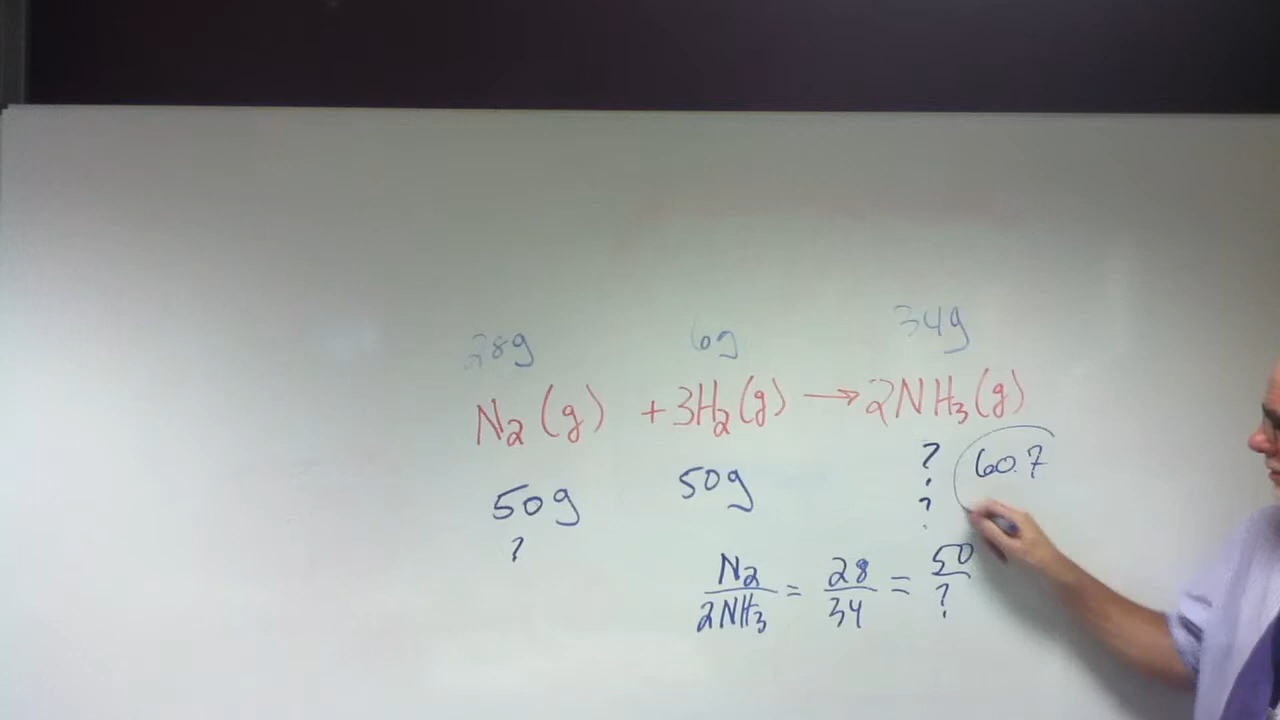 28g 6g 34g
N₂(g) + 3H₂(g) → 2NH₃(g)
50g 50g ? 60.7
? ?
N₂/2NH₃ = 28/34 = 50/?